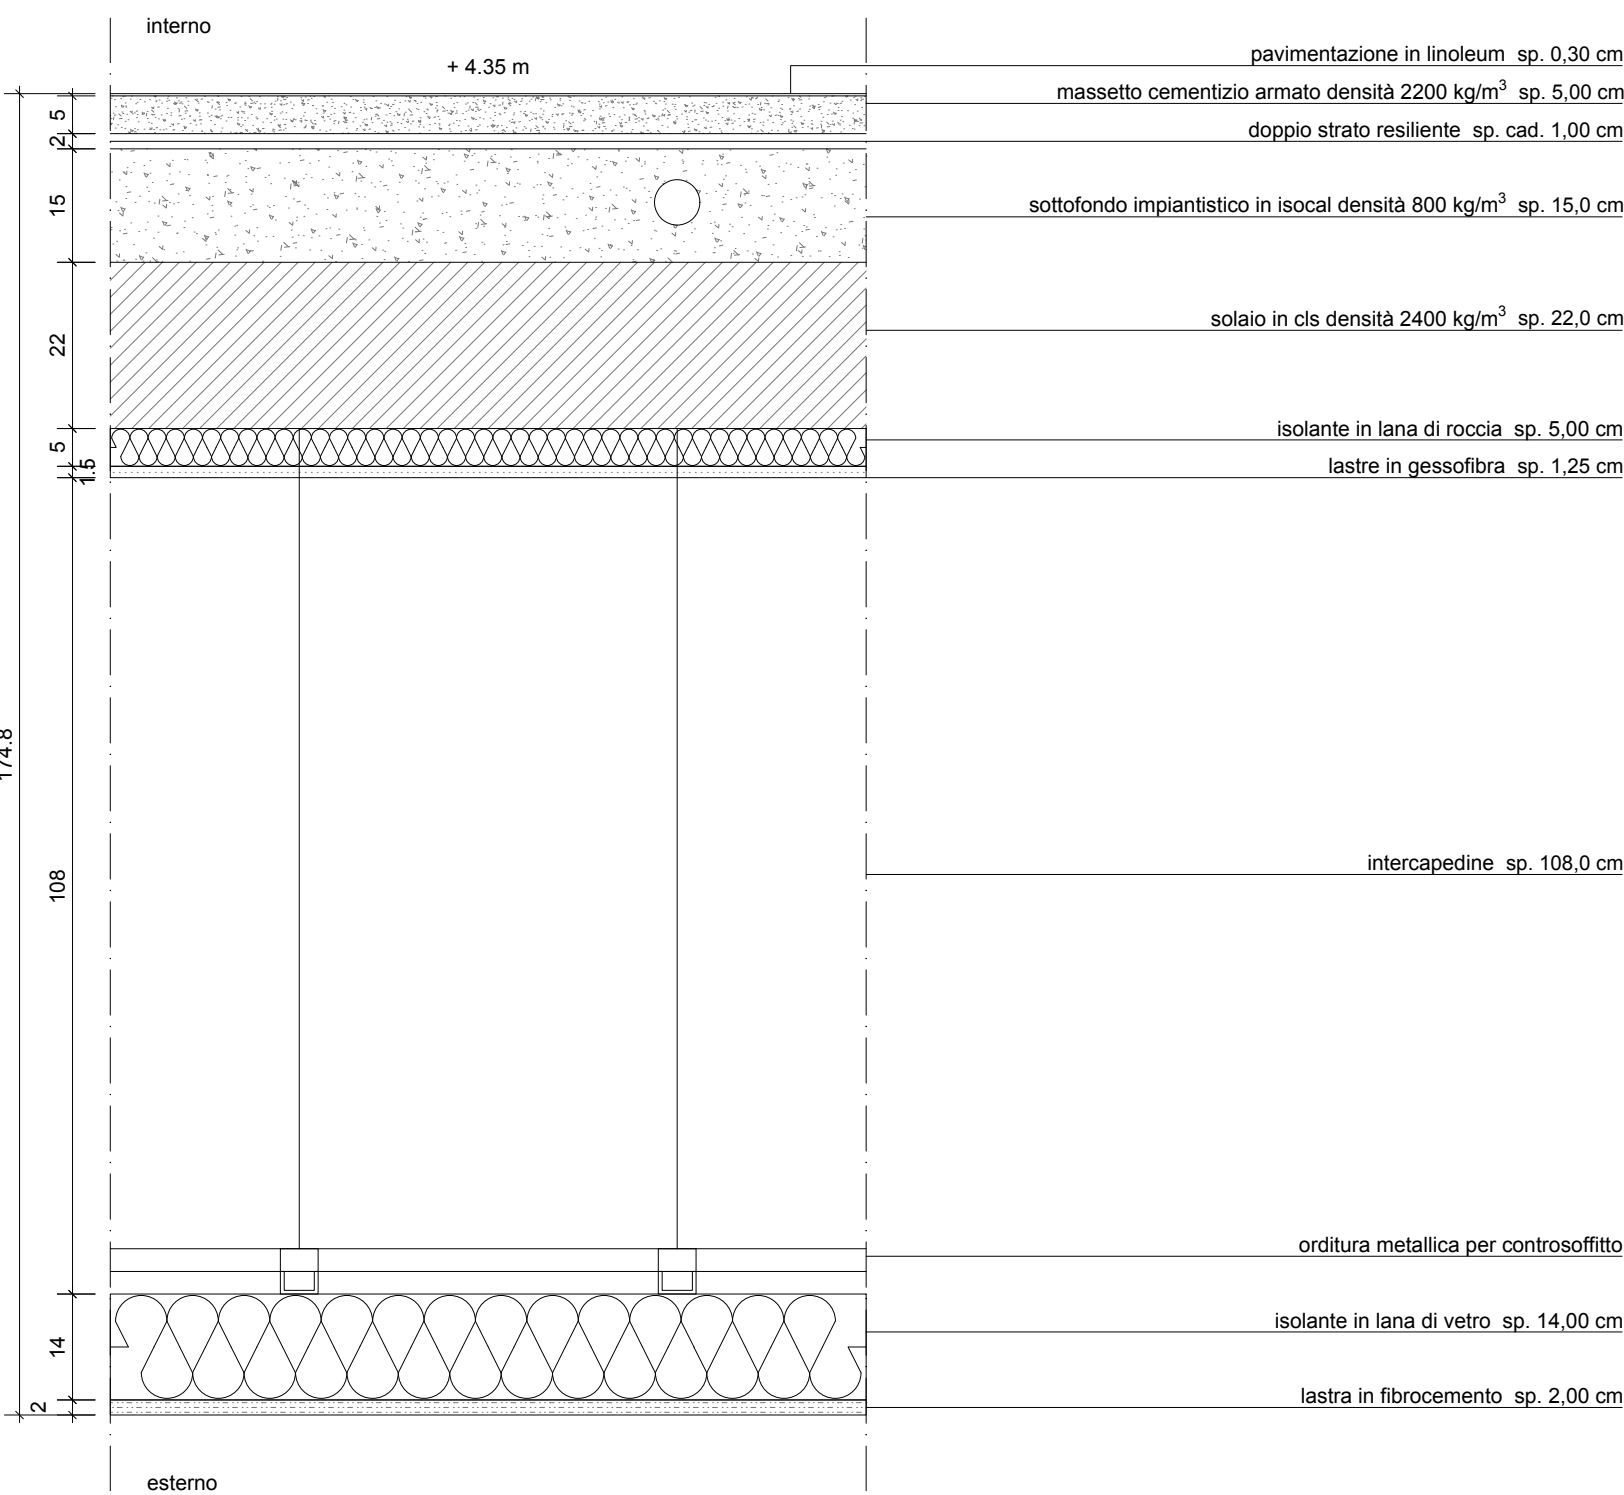 interno
+ 4.35 m
pavimentazione in linoleum sp. 0,30 cm
massetto cementizio armato densità 2200 kg/m³ sp. 5,00 cm
doppio strato resiliente sp. cad. 1,00 cm
sottofondo impiantistico in isocal densità 800 kg/m³ sp. 15,0 cm
solaio in cls densità 2400 kg/m³ sp. 22,0 cm
isolante in lana di roccia sp. 5,00 cm
lastre in gessofibra sp. 1,25 cm
intercapedine sp. 108,0 cm
orditura metallica per controsoffitto
isolante in lana di vetro sp. 14,00 cm
lastra in fibrocemento sp. 2,00 cm
5
2
15
22
5
1.5
108
14
2
174.8
esterno